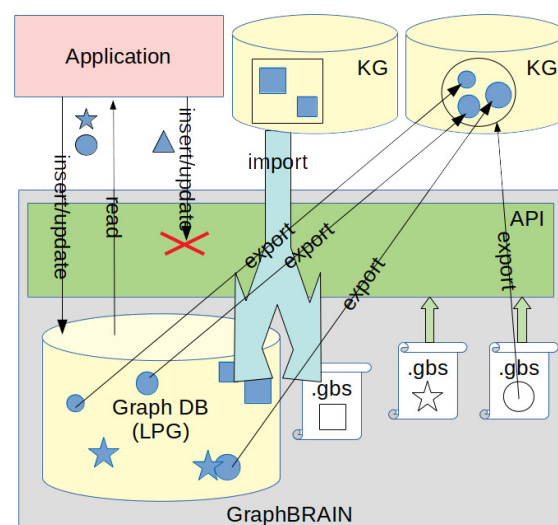 Application
KG
KG
insert/update
read
insert/update
import
API
export
export
export
export
Graph DB
(LPG)
.gbs
.gbs
.gbs
GraphBRAIN